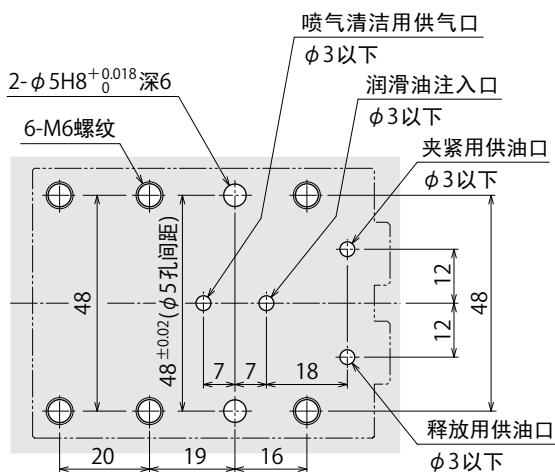 喷气清洁用供气口
φ3以下
2-φ5H8 +0.018 0 深6
润滑油注入口
φ3以下
6-M6螺纹
夹紧用供油口
φ3以下
48
48±0.02(φ5孔间距)
12
12
48
7
7
18
释放用供油口
φ3以下
20
19
16